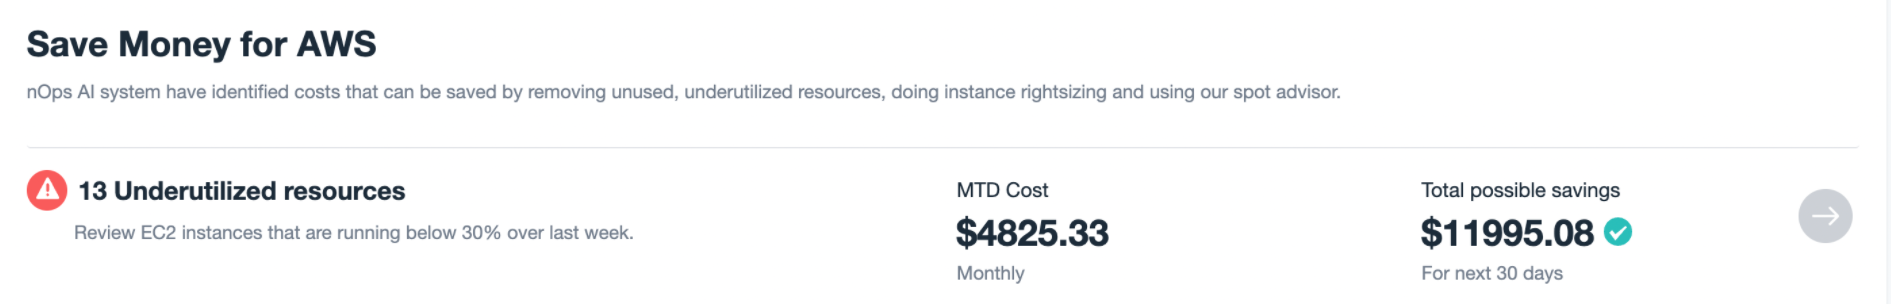 Save Money for AWS
nOps AI system have identified costs that can be saved by removing unused, underutilized resources, doing instance rightsizing and using our spot advisor.
13 Underutilized resources
Review EC2 instances that are running below 30% over last week.
MTD Cost
$4825.33
Monthly
Total possible savings
$11995.08
For next 30 days